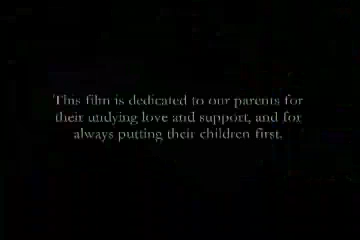 This film is dedicated to our parents for
their undying love and support, and for
always putting their children first.